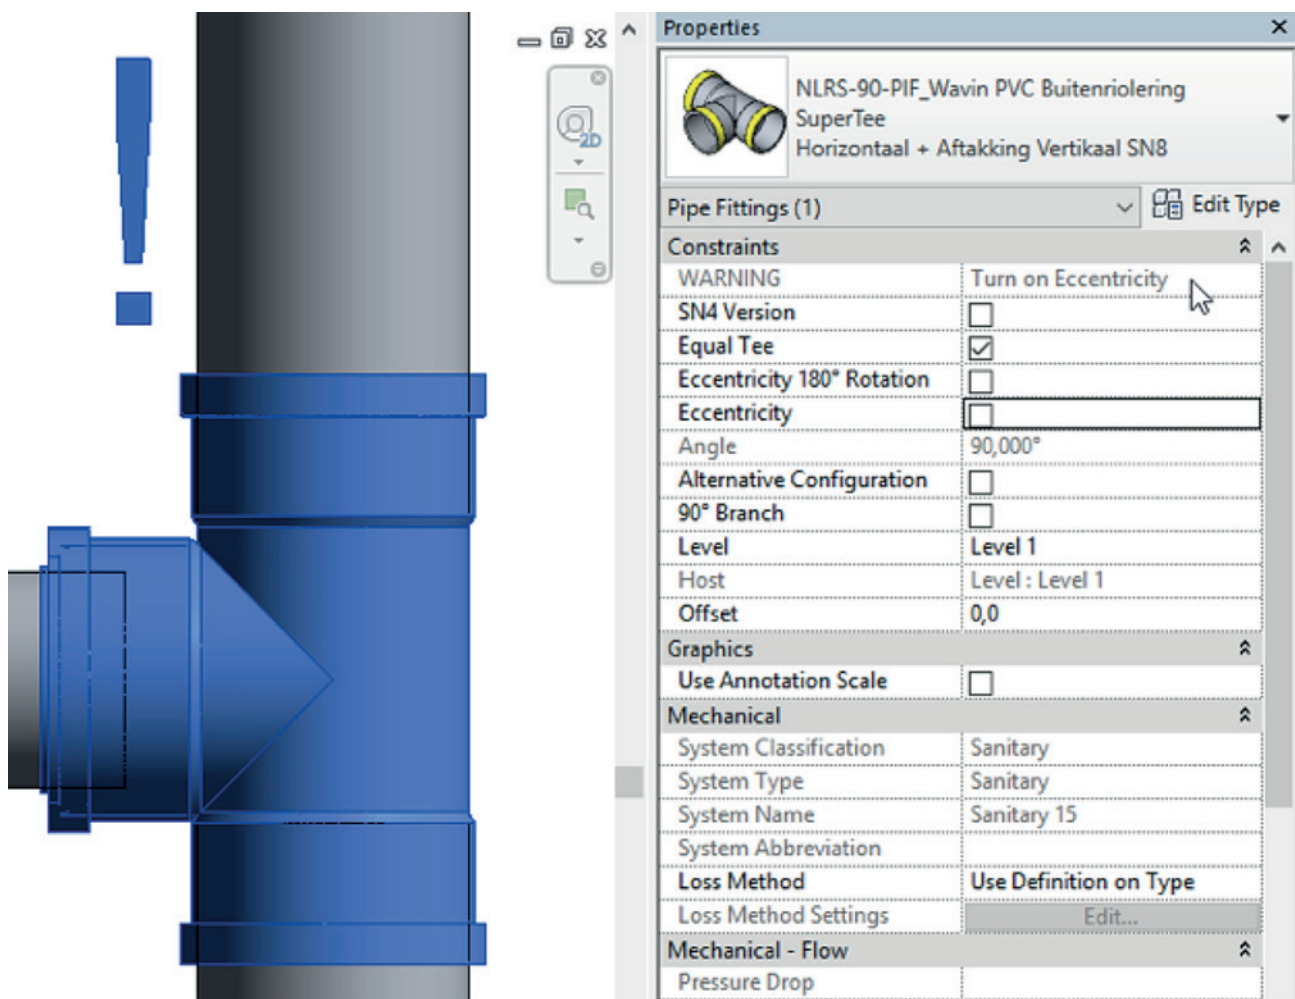 2D
Properties
NLRS-90-PIF_Wavin PVC Buitenriolering
SuperTee
Horizontaal + Aftakking Vertikaal SN8
Pipe Fittings (1)
Edit Type
Constraints
WARNING Turn on Eccentricity
SN4 Version
Equal Tee
Eccentricity 180° Rotation
Eccentricity
Angle 90,000°
Alternative Configuration
90° Branch
Level Level 1
Host Level : Level 1
Offset 0,0
Graphics
Use Annotation Scale
Mechanical
System Classification Sanitary
System Type Sanitary
System Name Sanitary 15
System Abbreviation
Loss Method Use Definition on Type
Loss Method Settings Edit...
Mechanical - Flow
Pressure Drop